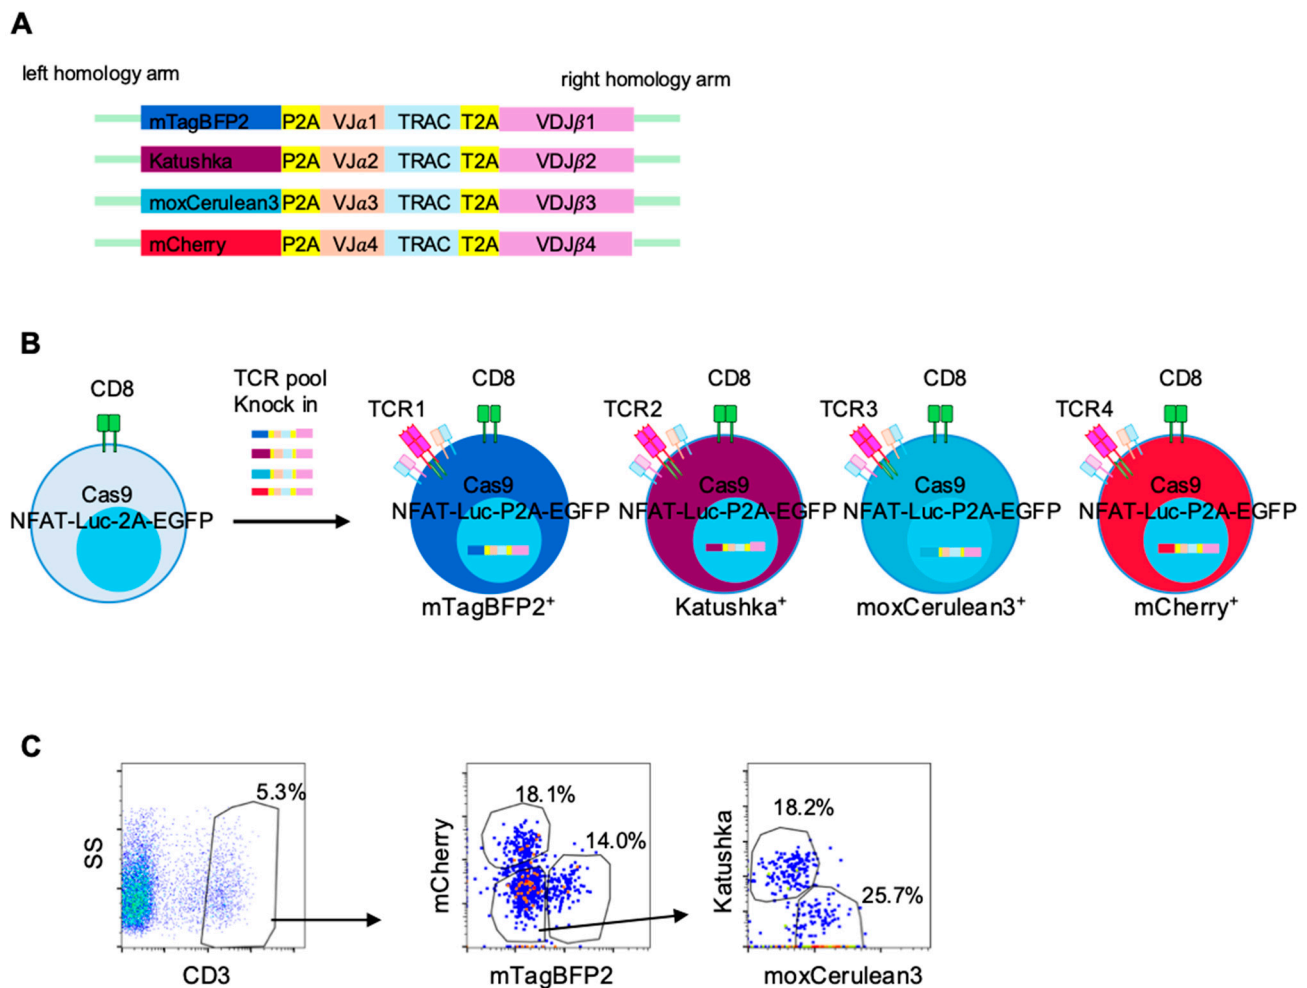 A
left homology arm
right homology arm
mTagBFP2 P2A VJα1 TRAC T2A VDJβ1
Katushka P2A VJα2 TRAC T2A VDJβ2
moxCerulean3 P2A VJα3 TRAC T2A VDJβ3
mCherry P2A VJα4 TRAC T2A VDJβ4
B
CD8
TCR pool
Knock in
Cas9
NFAT-Luc-2A-EGFP
TCR1
CD8
Cas9
NFAT-Luc-P2A-EGFP
mTagBFP2⁺
TCR2
CD8
Cas9
NFAT-Luc-P2A-EGFP
Katushka⁺
TCR3
CD8
Cas9
NFAT-Luc-P2A-EGFP
moxCerulean3⁺
TCR4
CD8
Cas9
NFAT-Luc-P2A-EGFP
mCherry⁺
C
5.3%
SS
CD3
18.1%
14.0%
mCherry
mTagBFP2
18.2%
25.7%
Katushka
moxCerulean3